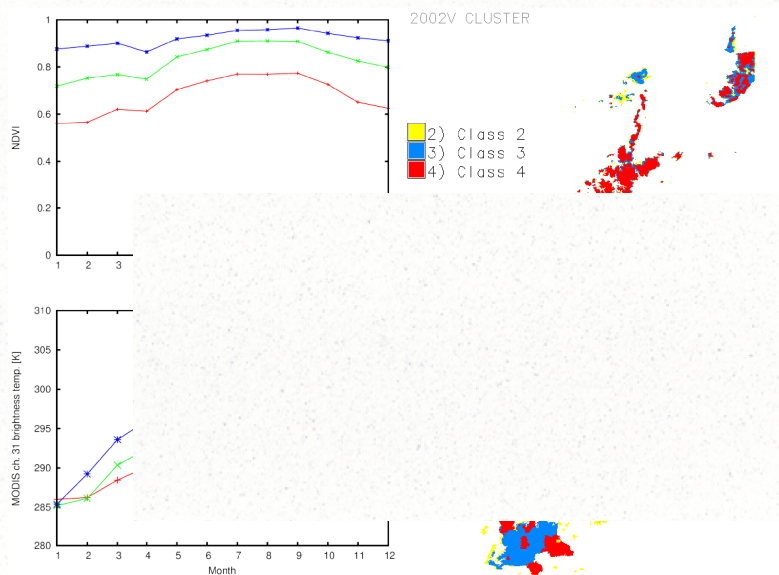 2002V CLUSTER
1
0.8
0.6
0.4
0.2
0
NDVI
1 2 3
2) Class 2
3) Class 3
4) Class 4
310
305
300
295
290
285
280
MODIS ch. 31 brightness temp. [K]
1 2 3 4 5 6 7 8 9 10 11 12
Month